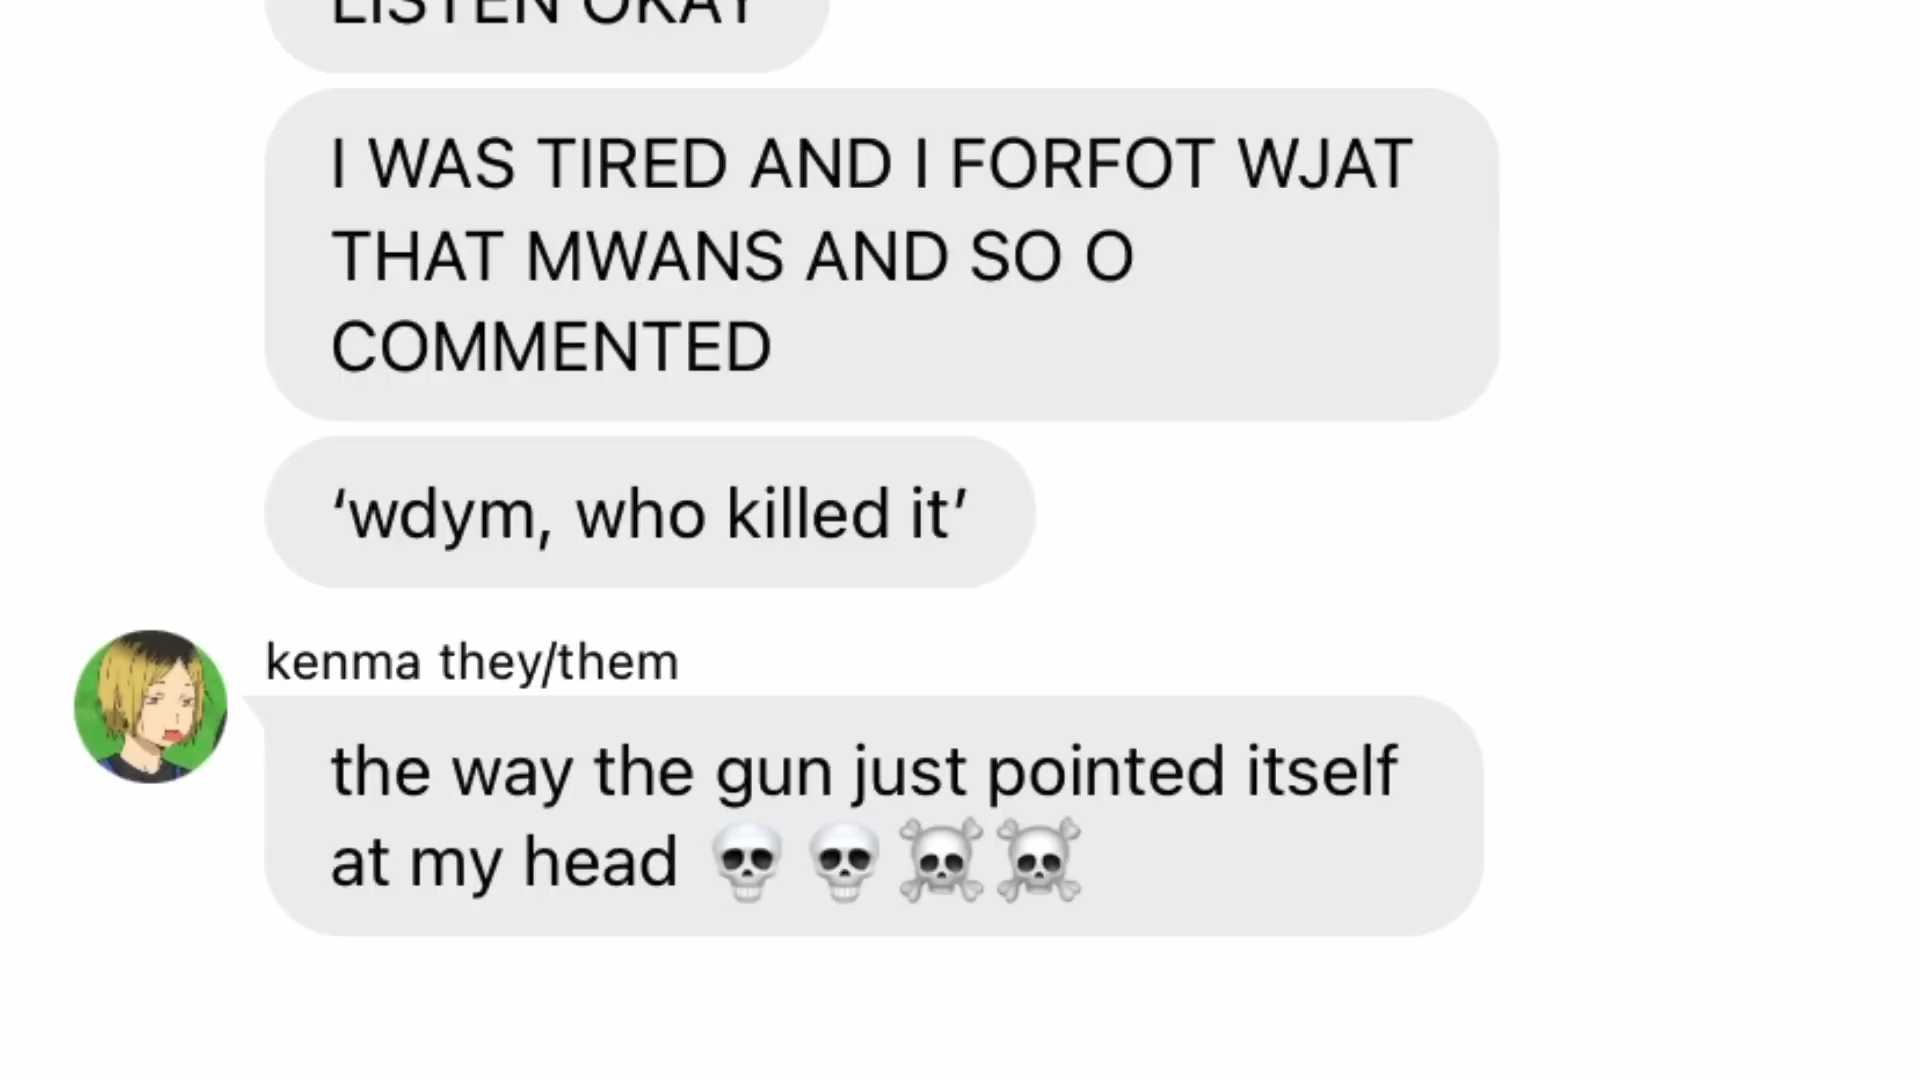 LISTEN OKAY
I WAS TIRED AND I FORFOT WJAT
THAT MWANS AND SO O
COMMENTED
‘wdym, who killed it’
kenma they/them
the way the gun just pointed itself
at my head 💀💀☠️☠️